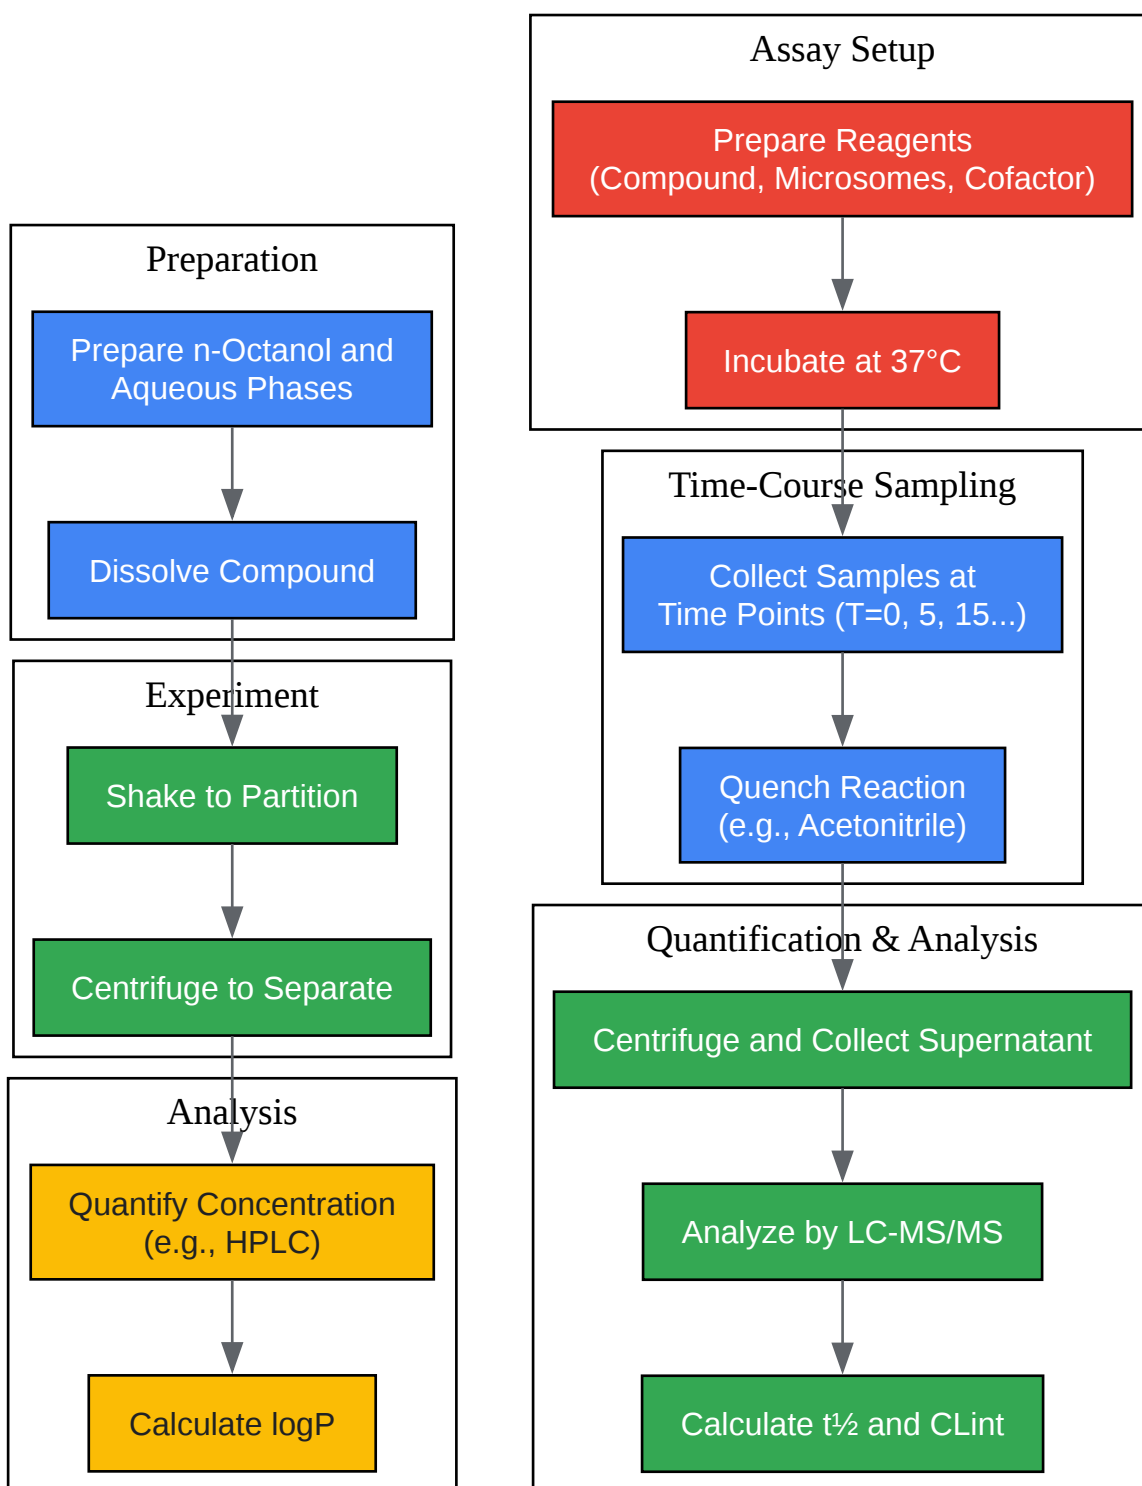 Preparation
Prepare n-Octanol and
Aqueous Phases
Dissolve Compound
Experiment
Shake to Partition
Centrifuge to Separate
Analysis
Quantify Concentration
(e.g., HPLC)
Calculate logP
Assay Setup
Prepare Reagents
(Compound, Microsomes, Cofactor)
Incubate at 37°C
Time-Course Sampling
Collect Samples at
Time Points (T=0, 5, 15...)
Quench Reaction
(e.g., Acetonitrile)
Quantification & Analysis
Centrifuge and Collect Supernatant
Analyze by LC-MS/MS
Calculate t½ and CLint